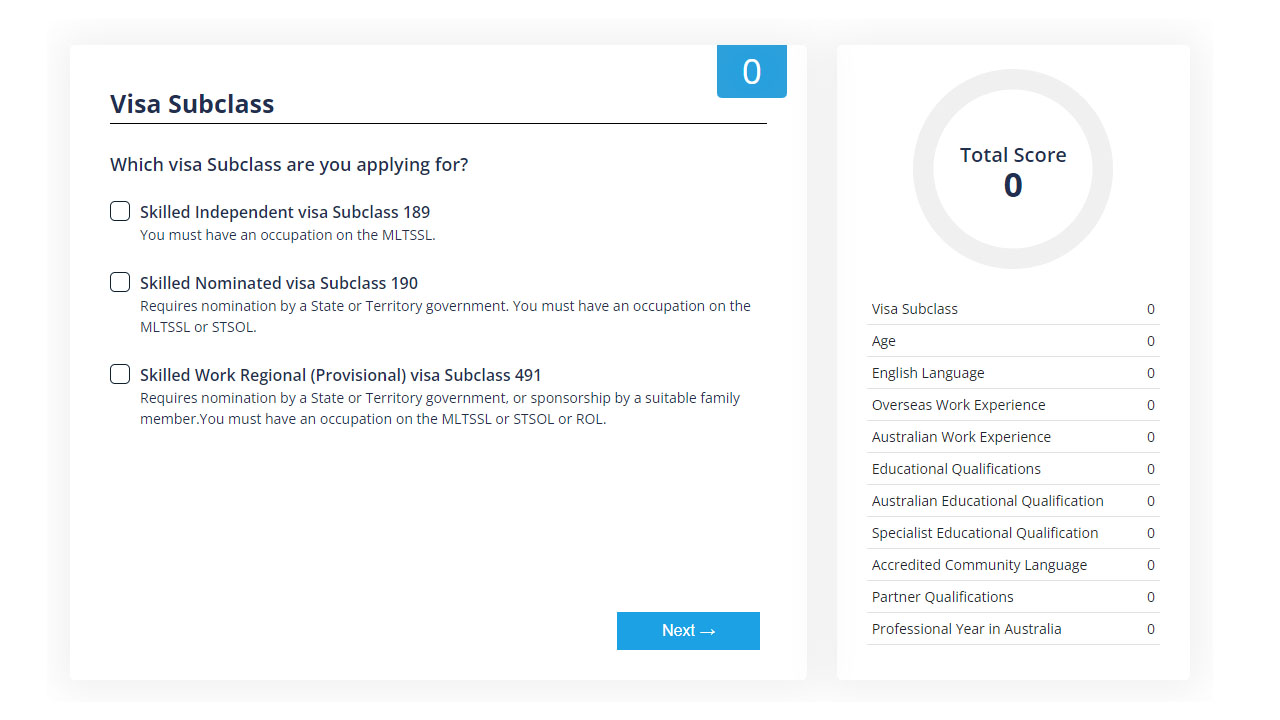 0
Visa Subclass
Which visa Subclass are you applying for?
Skilled Independent visa Subclass 189
You must have an occupation on the MLTSSL.
Skilled Nominated visa Subclass 190
Requires nomination by a State or Territory government. You must have an occupation on the
MLTSSL or STSOL.
Skilled Work Regional (Provisional) visa Subclass 491
Requires nomination by a State or Territory government, or sponsorship by a suitable family
member.You must have an occupation on the MLTSSL or STSOL or ROL.
Next →
Total Score
0
Visa Subclass 0
Age 0
English Language 0
Overseas Work Experience 0
Australian Work Experience 0
Educational Qualifications 0
Australian Educational Qualification 0
Specialist Educational Qualification 0
Accredited Community Language 0
Partner Qualifications 0
Professional Year in Australia 0